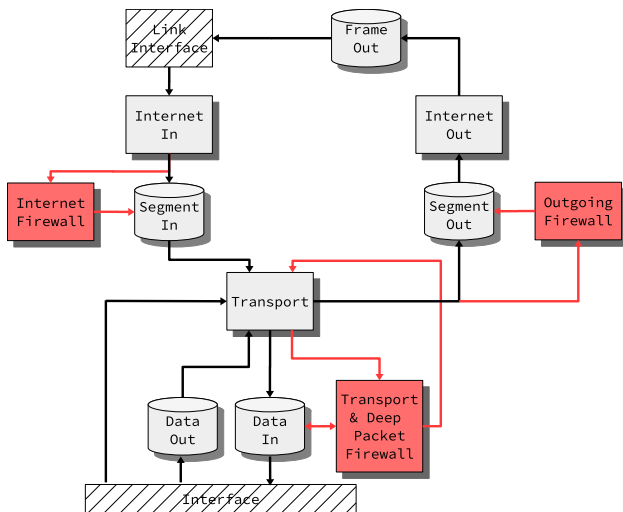 Link
Interface
Frame
Out
Internet
In
Internet
Out
Internet
Firewall
Segment
In
Segment
Out
Outgoing
Firewall
Transport
Data
Out
Data
In
Transport
& Deep
Packet
Firewall
Interface